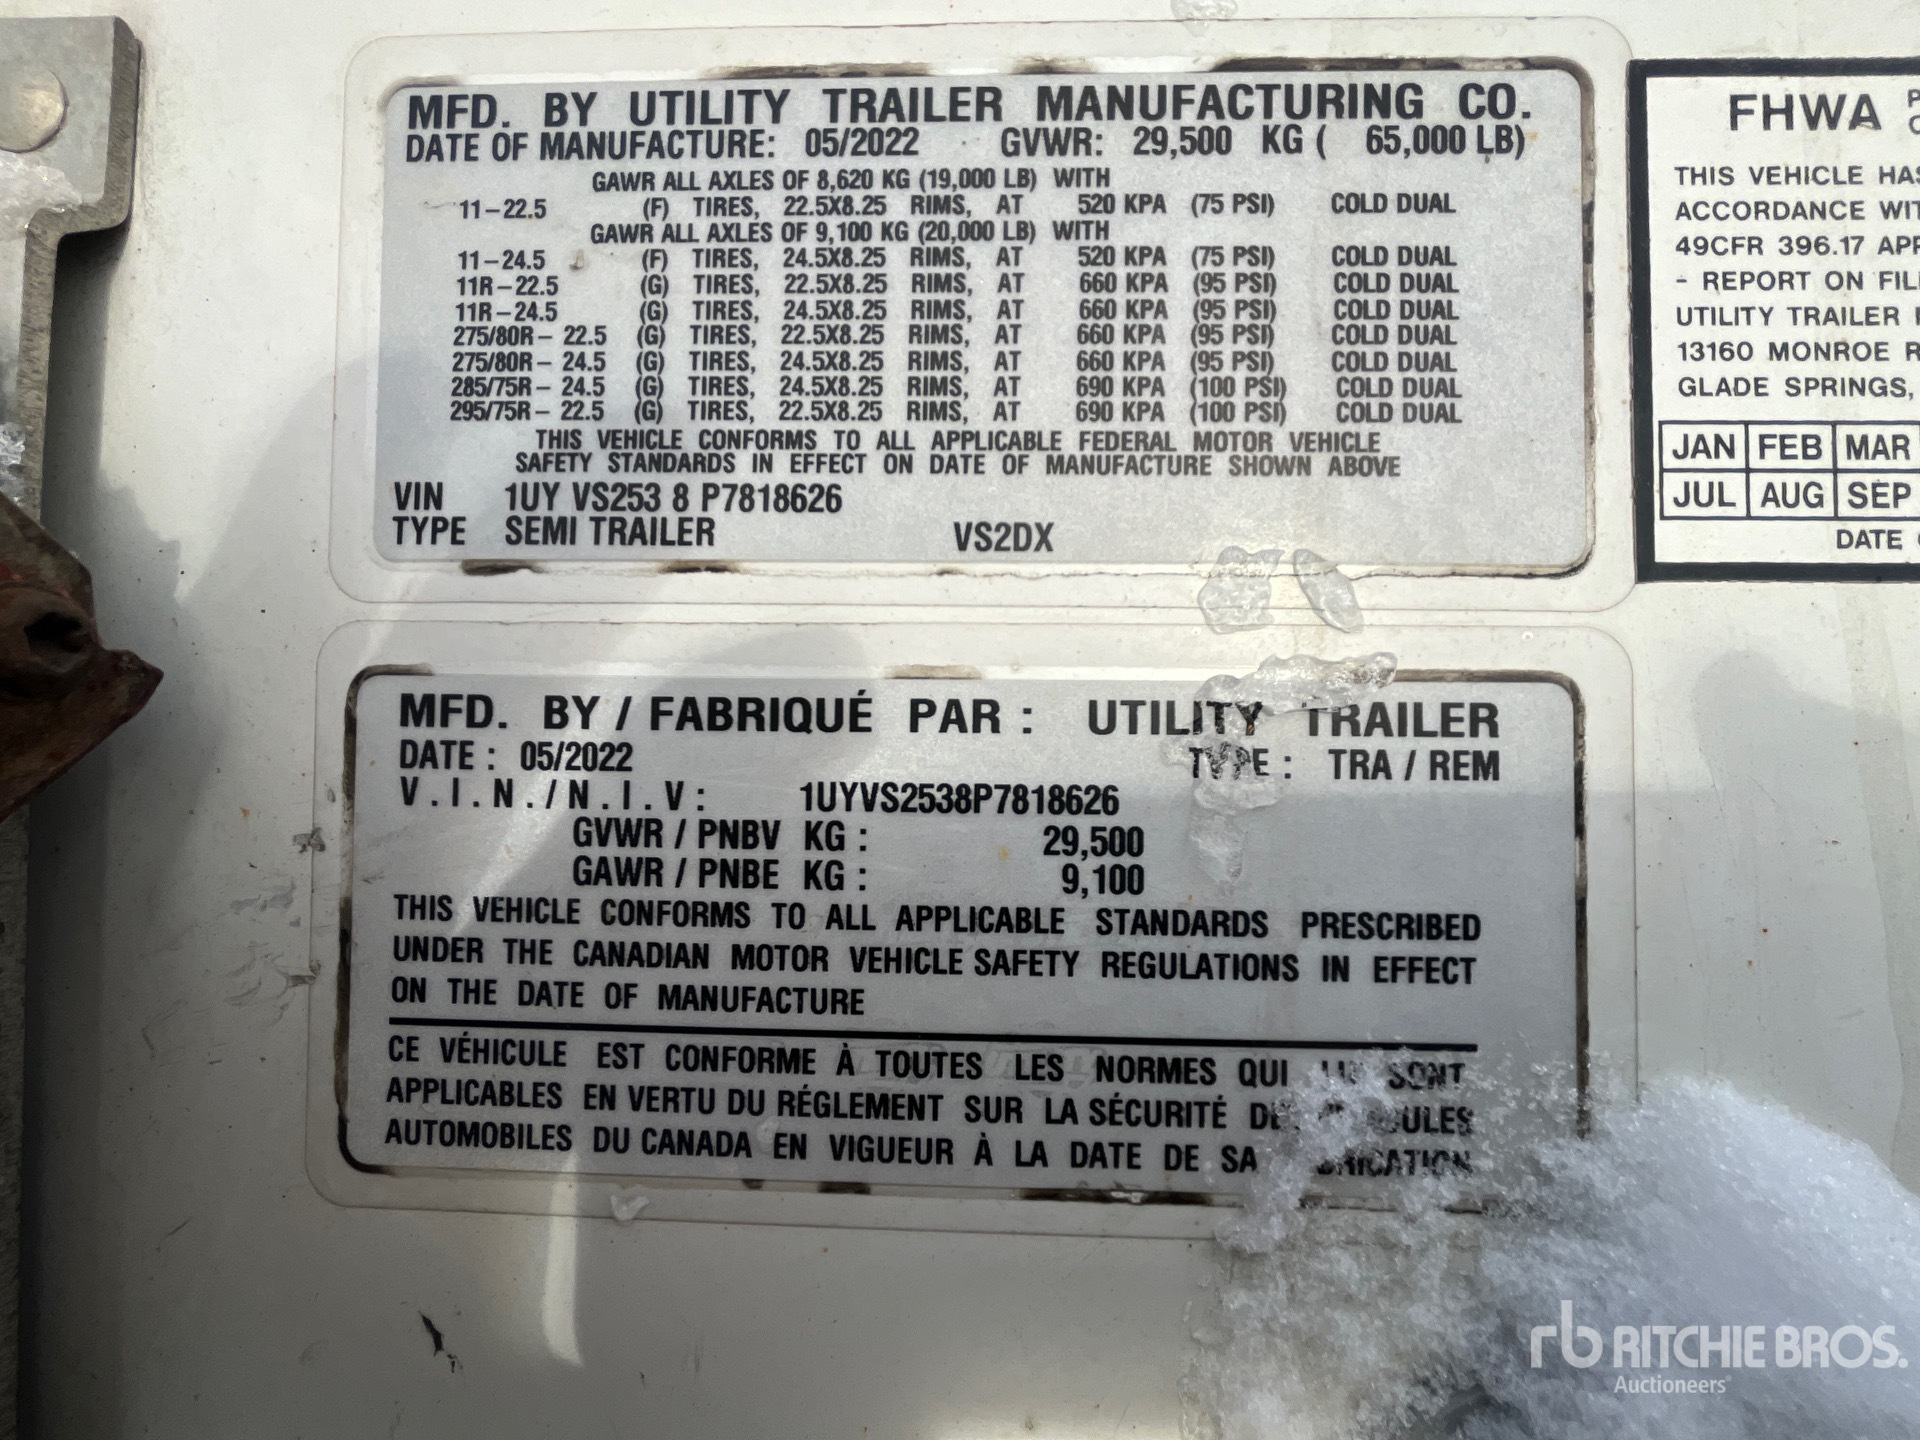 MFD. BY UTILITY TRAILER MANUFACTURING CO.
DATE OF MANUFACTURE: 05/2022 GVWR: 29,500 KG ( 65,000 LB)
GAWR ALL AXLES OF 8,620 KG (19,000 LB) WITH
11-22.5 (F) TIRES, 22.5X8.25 RIMS, AT 520 KPA (75 PSI) COLD DUAL
GAWR ALL AXLES OF 9,100 KG (20,000 LB) WITH
11-24.5 (F) TIRES, 24.5X8.25 RIMS, AT 520 KPA (75 PSI) COLD DUAL
11R-22.5 (G) TIRES, 22.5X8.25 RIMS, AT 660 KPA (95 PSI) COLD DUAL
11R-24.5 (G) TIRES, 24.5X8.25 RIMS, AT 660 KPA (95 PSI) COLD DUAL
275/80R- 22.5 (G) TIRES, 22.5X8.25 RIMS, AT 660 KPA (95 PSI) COLD DUAL
275/80R- 24.5 (G) TIRES, 24.5X8.25 RIMS, AT 660 KPA (95 PSI) COLD DUAL
285/75R- 24.5 (G) TIRES, 24.5X8.25 RIMS, AT 690 KPA (100 PSI) COLD DUAL
295/75R- 22.5 (G) TIRES, 22.5X8.25 RIMS, AT 690 KPA (100 PSI) COLD DUAL
THIS VEHICLE CONFORMS TO ALL APPLICABLE FEDERAL MOTOR VEHICLE
SAFETY STANDARDS IN EFFECT ON DATE OF MANUFACTURE SHOWN ABOVE
VIN 1UY VS253 8 P7818626
TYPE SEMI TRAILER VS2DX
FHWA
THIS VEHICLE HAS
ACCORDANCE
49CFR 396.17
- REPORT ON
UTILITY TRAILER
13160 MONROE
GLADE SPRINGS,
JAN FEB MAR
JUL AUG SEP
DATE
MFD. BY / FABRIQUÉ PAR : UTILITY TRAILER
DATE : 05/2022 TYPE : TRA / REM
V.I.N./N.I.V: 1UYVS2538P7818626
GVWR / PNBV KG : 29,500
GAWR / PNBE KG : 9,100
THIS VEHICLE CONFORMS TO ALL APPLICABLE STANDARDS PRESCRIBED
UNDER THE CANADIAN MOTOR VEHICLE SAFETY REGULATIONS IN EFFECT
ON THE DATE OF MANUFACTURE
CE VÉHICULE EST CONFORME À TOUTES LES NORMES QUI SONT
APPLICABLES EN VERTU DU RÉGLEMENT SUR LA SÉCURITÉ
AUTOMOBILES DU CANADA EN VIGUEUR À LA DATE DE SA
rb RITCHIE BROS.
Auctioneers